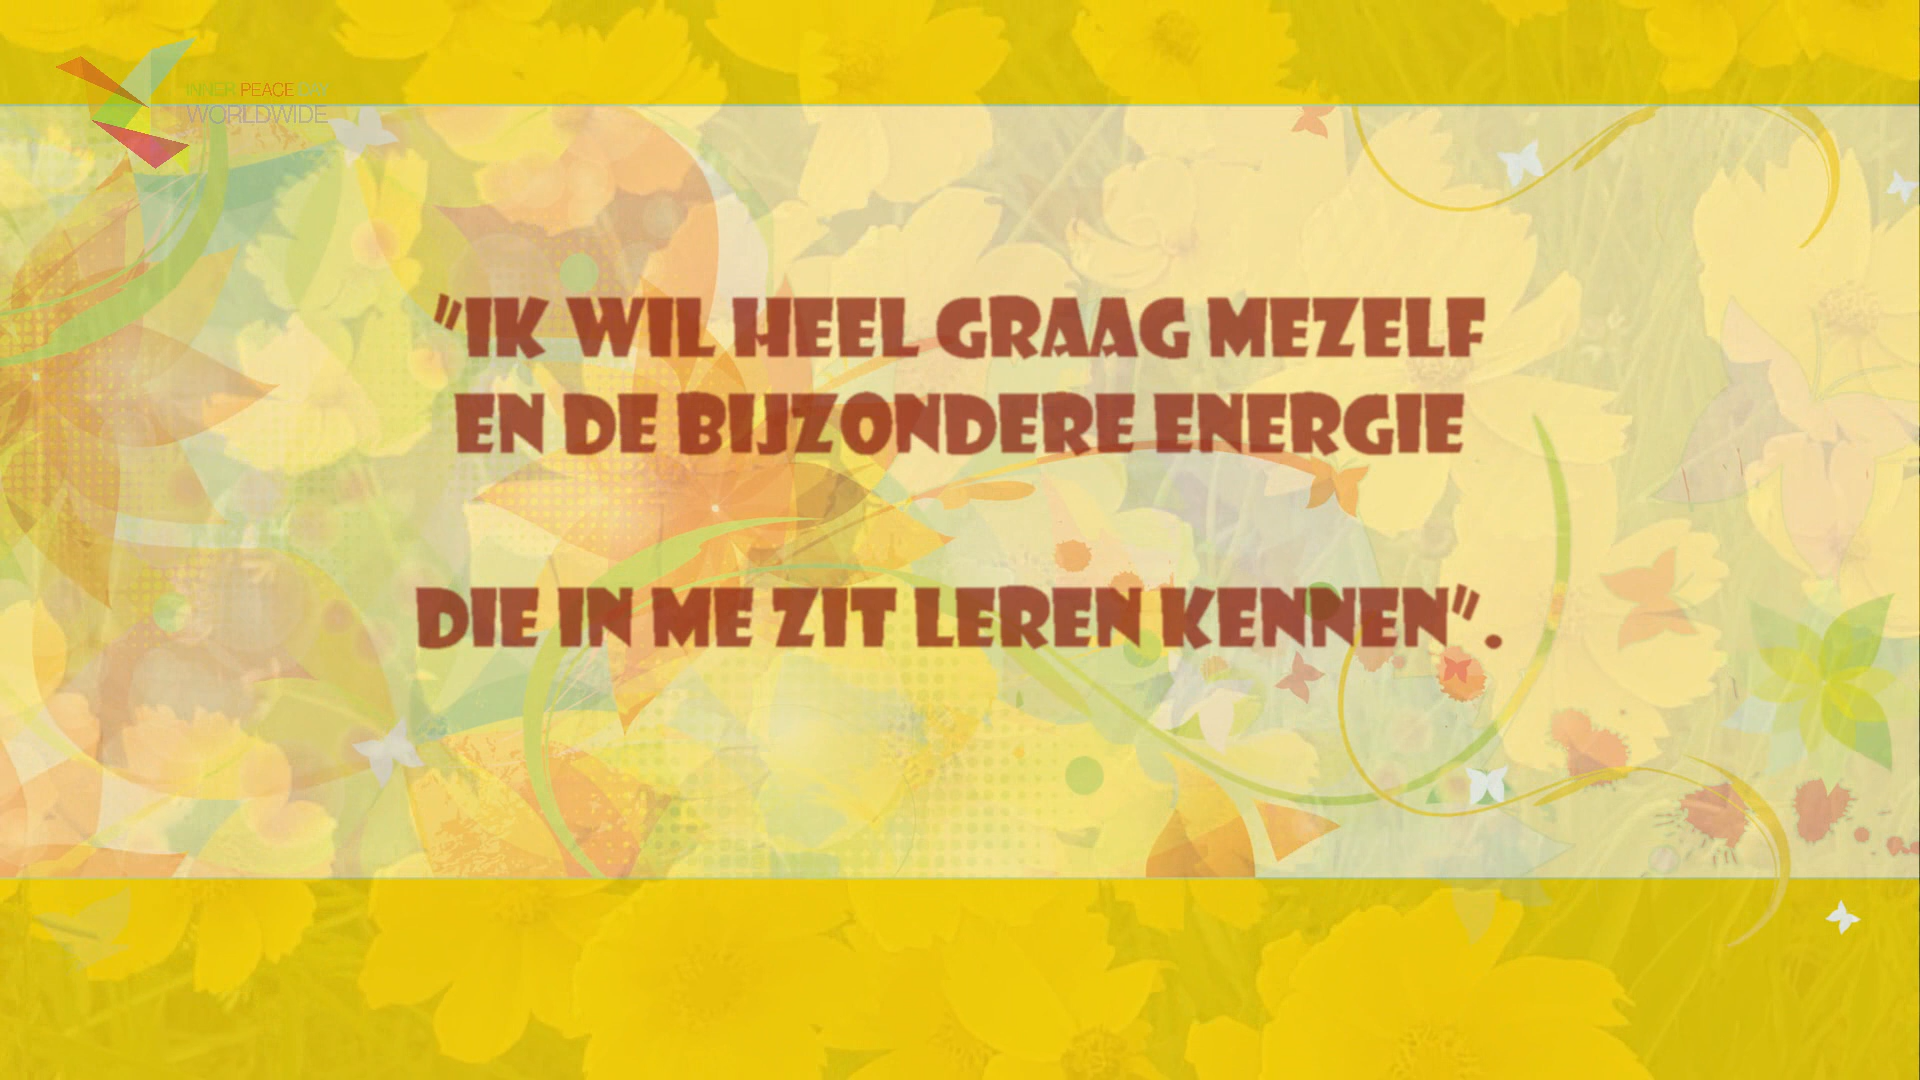 INNER PEACE DAY
WORLDWIDE
"IK WIL HEEL GRAAG MEZELF
EN DE BIJZONDERE ENERGIE
DIE IN ME ZIT LEREN KENNEN".